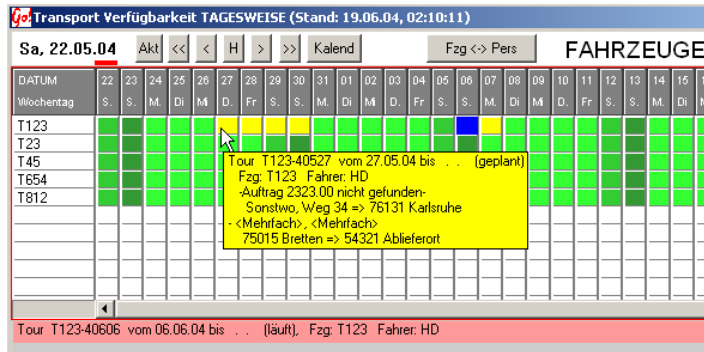 Go! Transport Verfügbarkeit TAGESWEISE (Stand: 19.06.04, 02:10:11)
Sa, 22.05.04 Akt << < H > >> Kalend Fzg <-> Pers FAHRZEUGE
DATUM 22 23 24 25 26 27 28 29 30 31 01 02 03 04 05 06 07 08 09 10 11 12 13 14 15
Wochentag S. S. M. Di Mi D. Fr S. S. M. Di Mi D. Fr S. S. M. Di Mi D. Fr S. S. M. Di
T123
T23
T45
T654
T812
Tour T123-40527 vom 27.05.04 bis . . (geplant)
Fzg: T123 Fahrer: HD
-Auftrag 2323.00 nicht gefunden-
Sonstwo, Weg 34 => 76131 Karlsruhe
- <Mehrfach>, <Mehrfach>
75015 Bretten => 54321 Ablieferort
Tour T123-40606 vom 06.06.04 bis . . (läuft), Fzg: T123 Fahrer: HD